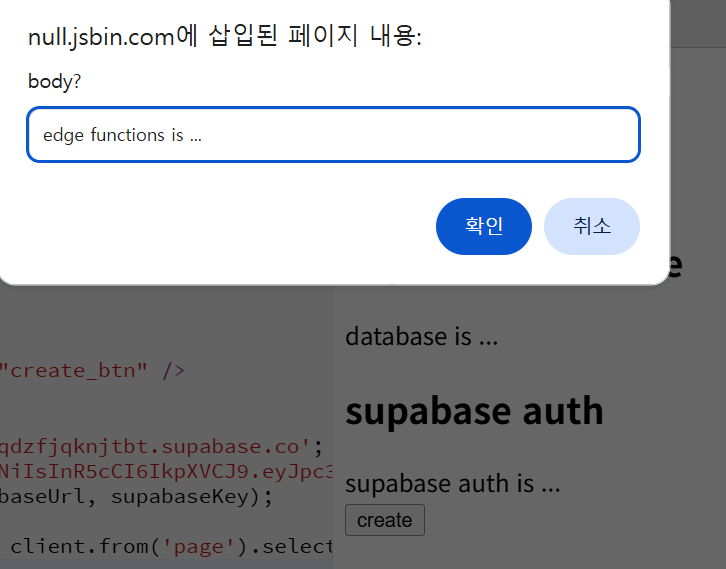 null.jsbin.com에 삽입된 페이지 내용:
body?
edge functions is ...
확인 취소
e
database is ...
"create_btn" />
supabase auth
qdzfjqknjtbt.supabase.co';
NiIsInR5cCI6IkpXVCJ9.eyJpc3
supabase auth is ...
baseUrl, supabaseKey);
create
client.from('page').select